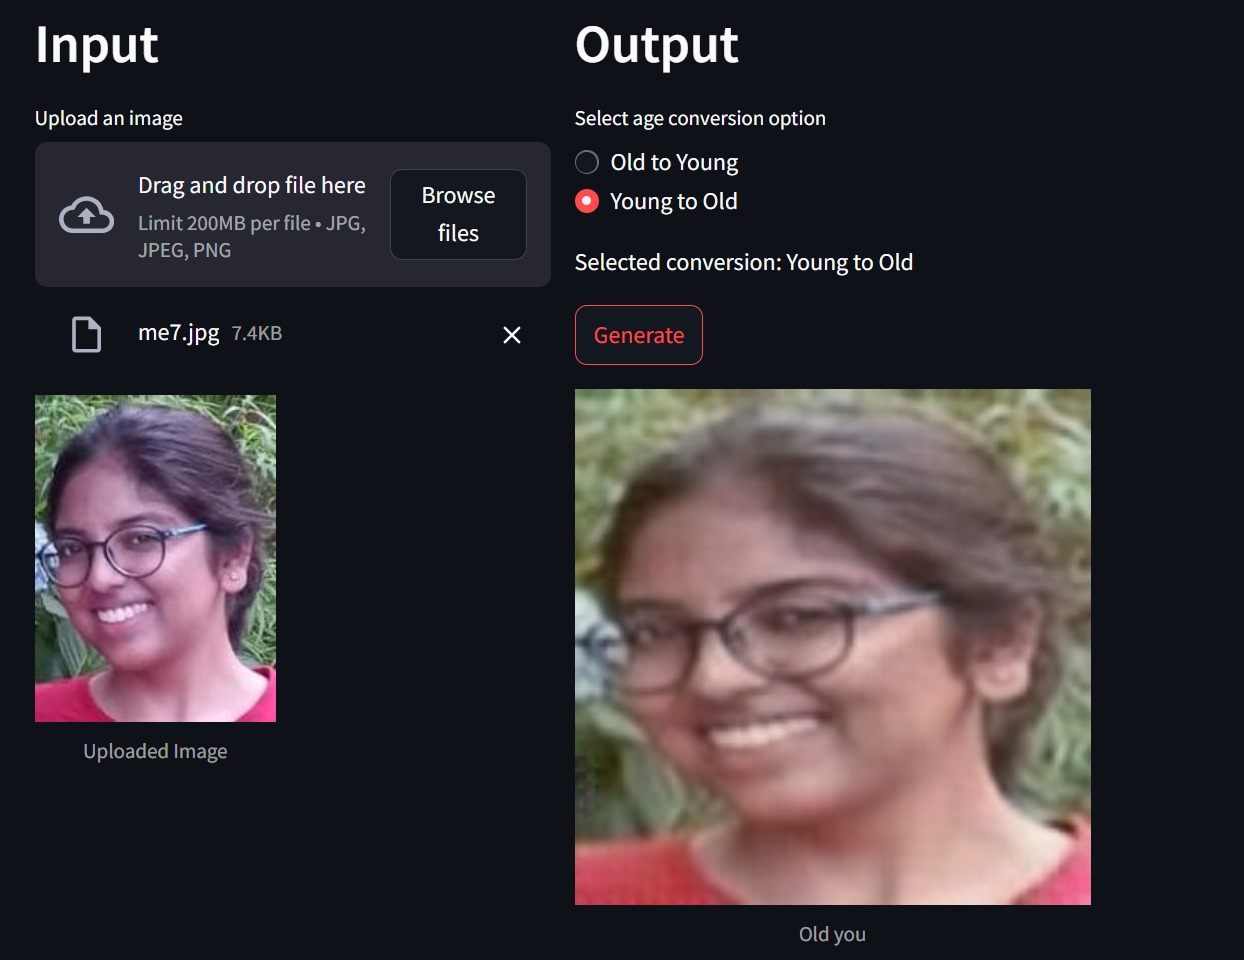 Input
Upload an image
Drag and drop file here
Limit 200MB per file • JPG,
JPEG, PNG
Browse
files
me7.jpg 7.4KB
Uploaded Image
Output
Select age conversion option
Old to Young
Young to Old
Selected conversion: Young to Old
Generate
Old you